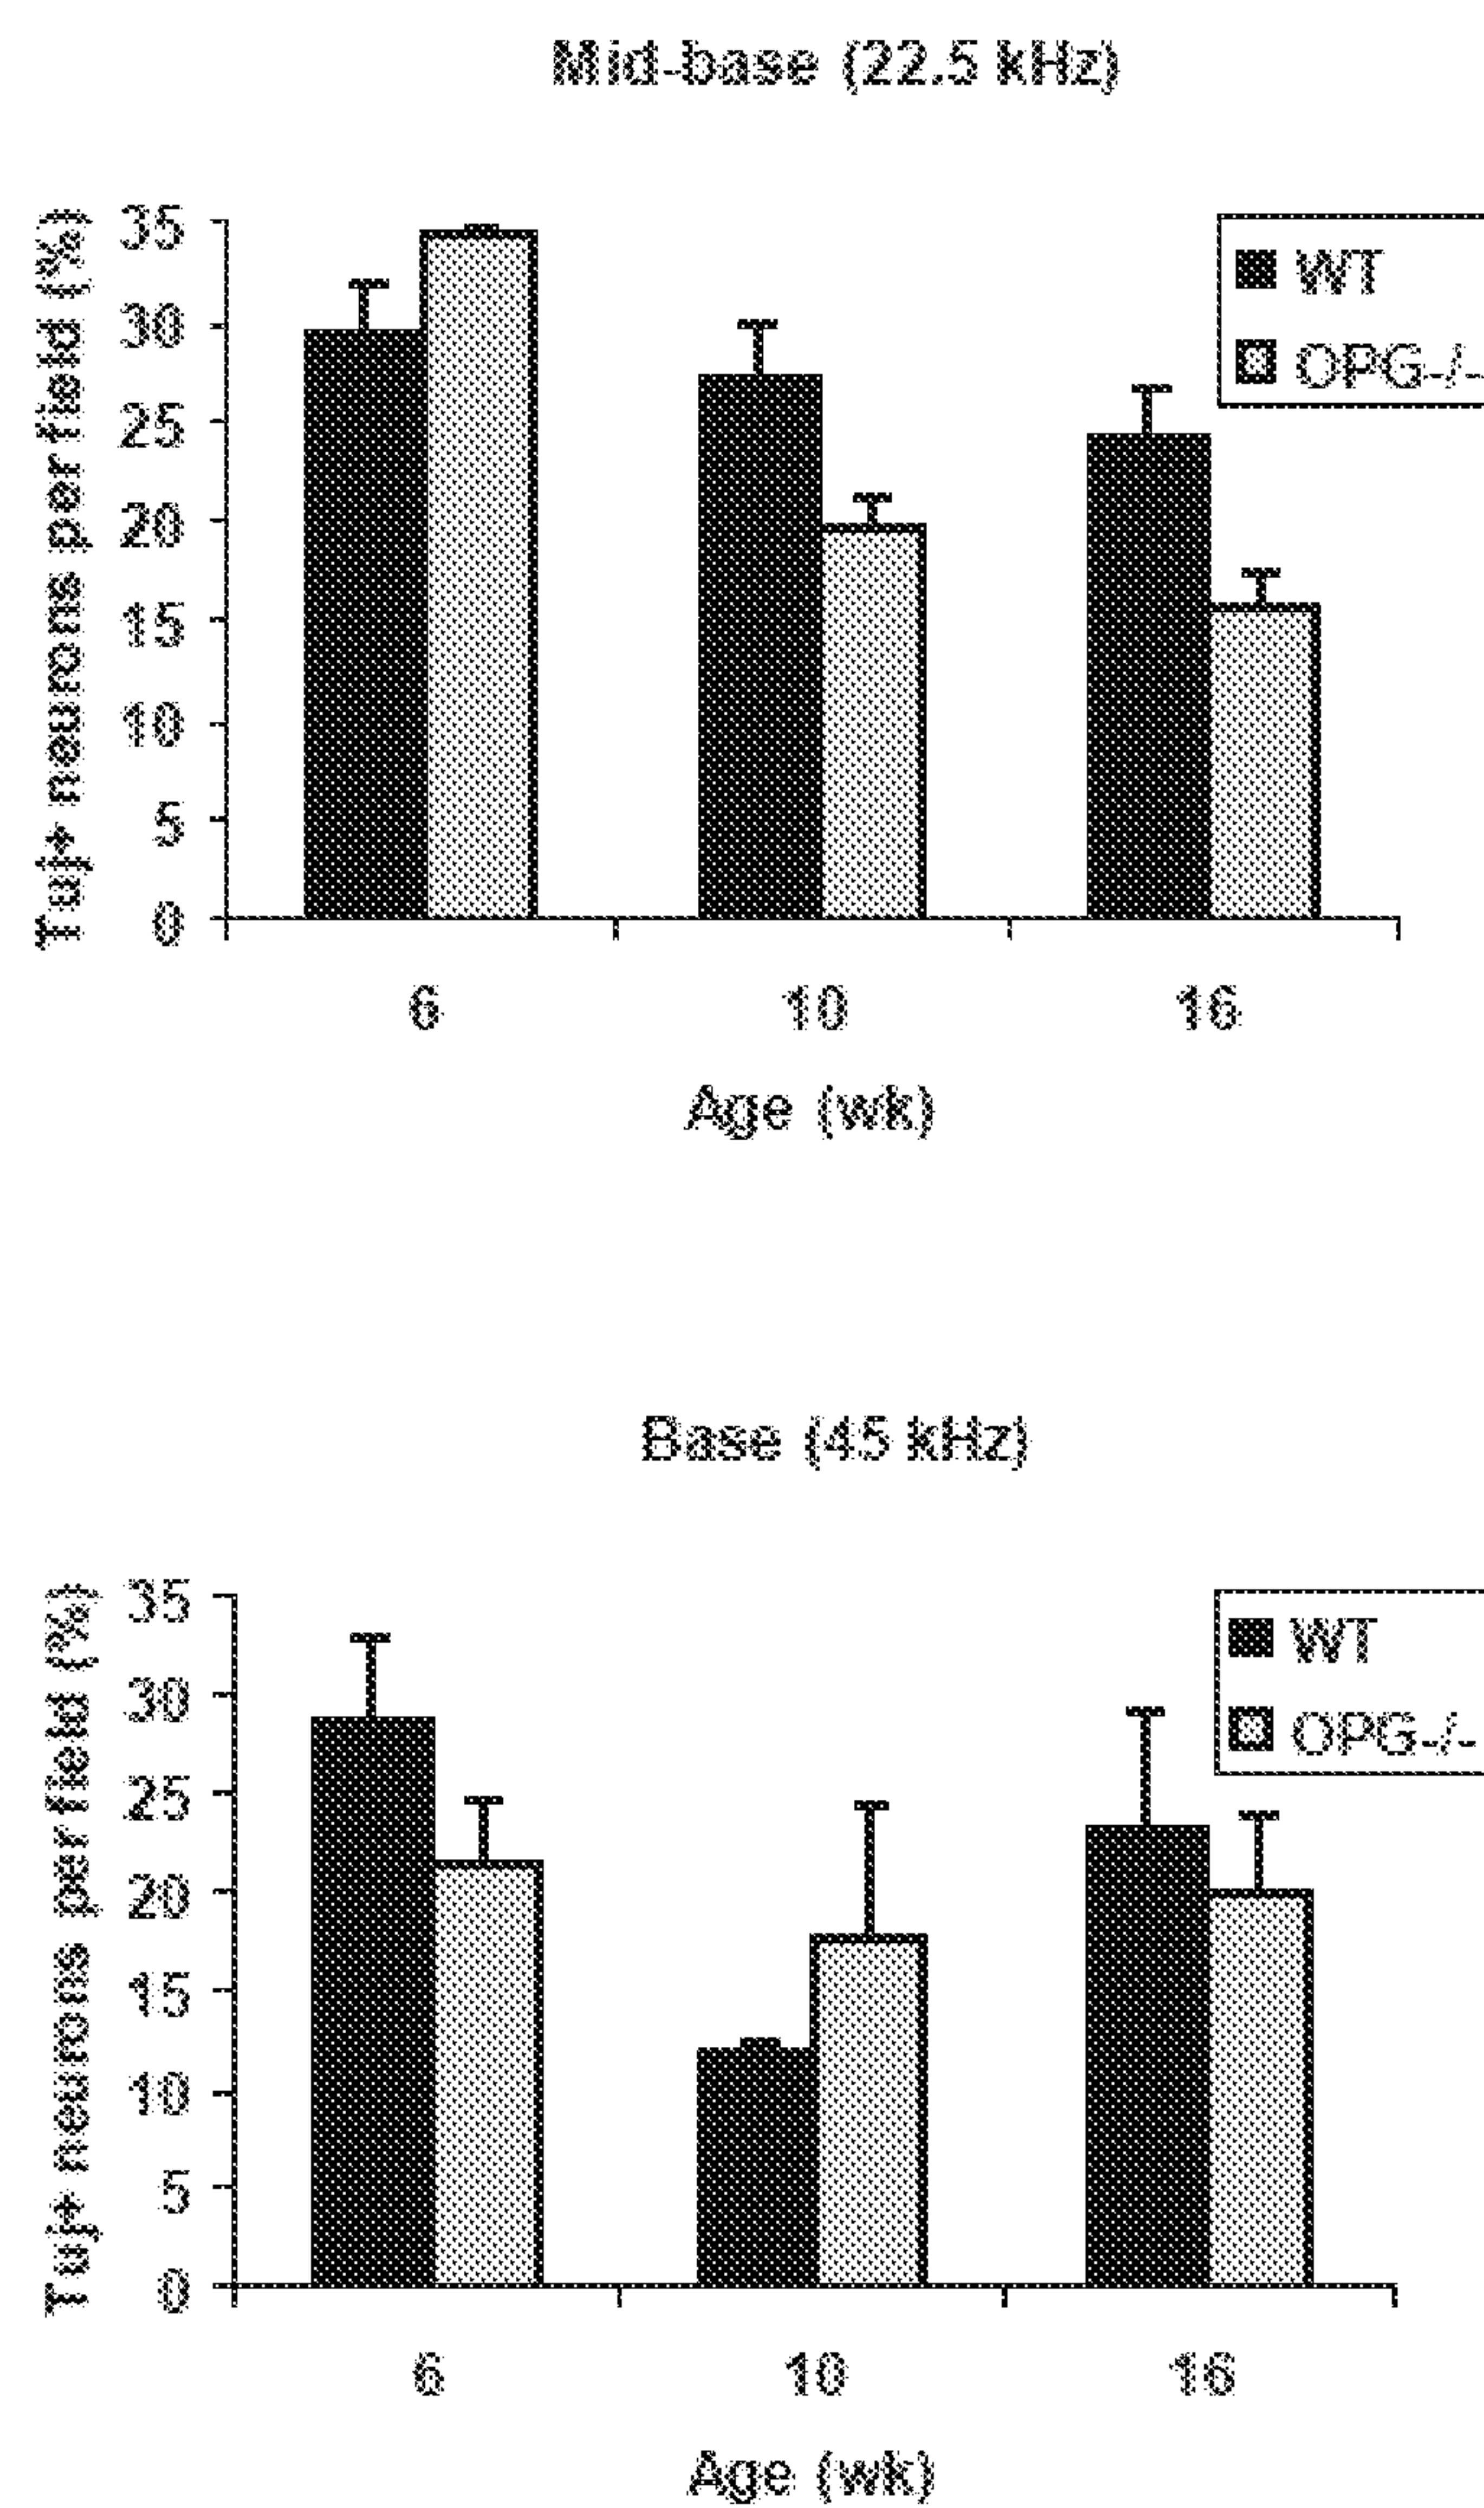 Mid-base (22.5 kHz)
Tuj+ neurons per field (%)
35
30
25
20
15
10
5
0
WT
OPG-/-
6
10
16
Age (wk)
Base (45 kHz)
Tuj+ neurons per field (%)
35
30
25
20
15
10
5
0
WT
OPG-/-
6
10
16
Age (wk)